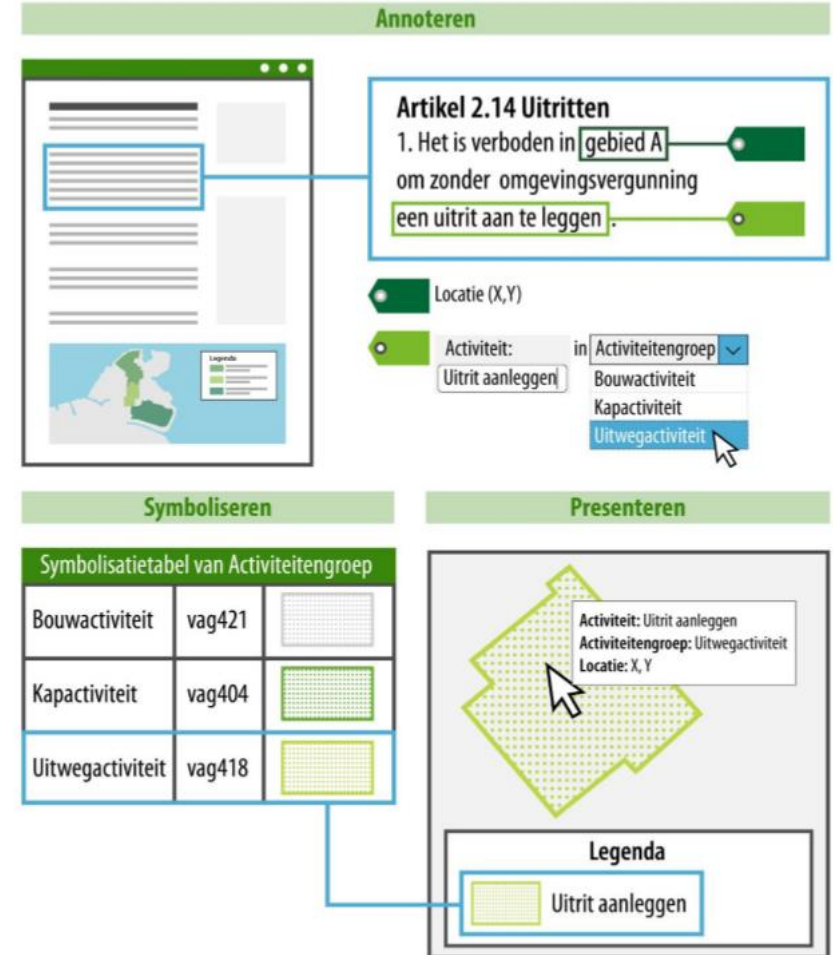 Annoteren
Artikel 2.14 Uitritten
1. Het is verboden in gebied A
om zonder omgevingsvergunning
een uitrit aan te leggen .
Locatie (X,Y)
Activiteit: in Activiteitengroep
Uitrit aanleggen
Bouwactiviteit
Kapactiviteit
Uitwegactiviteit
Legenda
Symboliseren
Symbolisatietabel van Activiteitengroep
Bouwactiviteit vag421
Kapactiviteit vag404
Uitwegactiviteit vag418
Presenteren
Activiteit: Uitrit aanleggen
Activiteitengroep: Uitwegactiviteit
Locatie: X, Y
Legenda
Uitrit aanleggen